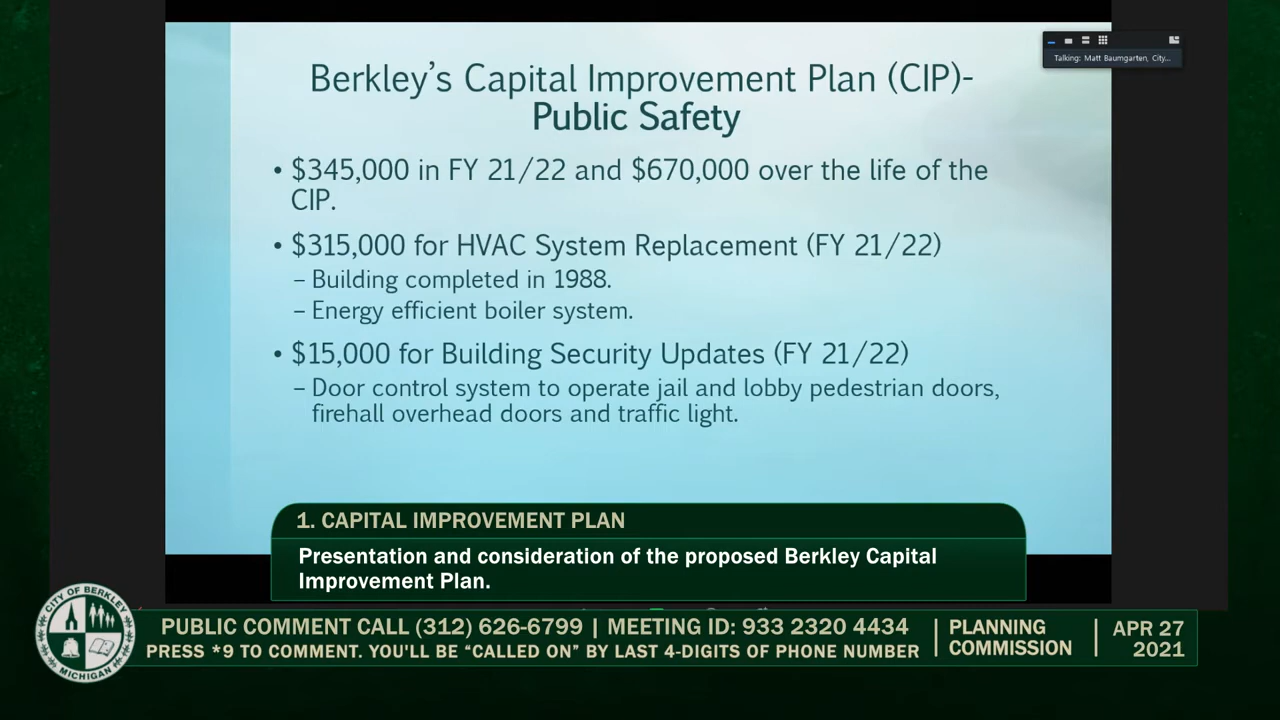 Talking: Matt Baumgarten, City...
Berkley's Capital Improvement Plan (CIP)-
Public Safety
• $345,000 in FY 21/22 and $670,000 over the life of the
CIP.
• $315,000 for HVAC System Replacement (FY 21/22)
– Building completed in 1988.
– Energy efficient boiler system.
• $15,000 for Building Security Updates (FY 21/22)
– Door control system to operate jail and lobby pedestrian doors,
firehall overhead doors and traffic light.
1. CAPITAL IMPROVEMENT PLAN
Presentation and consideration of the proposed Berkley Capital
Improvement Plan.
CITY OF BERKLEY
MICHIGAN
PUBLIC COMMENT CALL (312) 626-6799 | MEETING ID: 933 2320 4434
PRESS *9 TO COMMENT. YOU'LL BE “CALLED ON” BY LAST 4-DIGITS OF PHONE NUMBER
PLANNING
COMMISSION
APR 27
2021